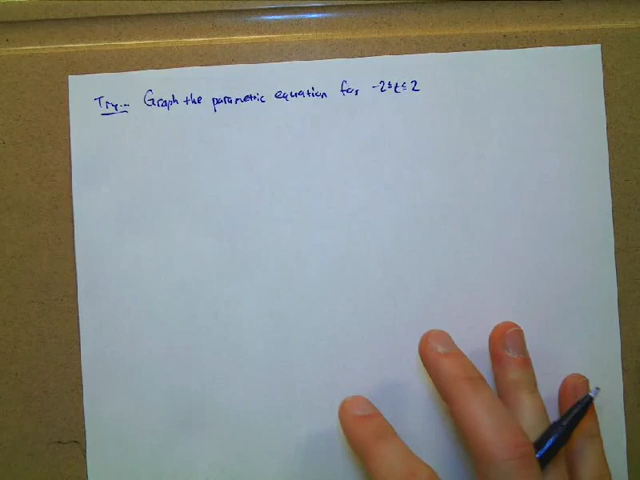 Try... Graph the parametric equation for -2≤t≤2